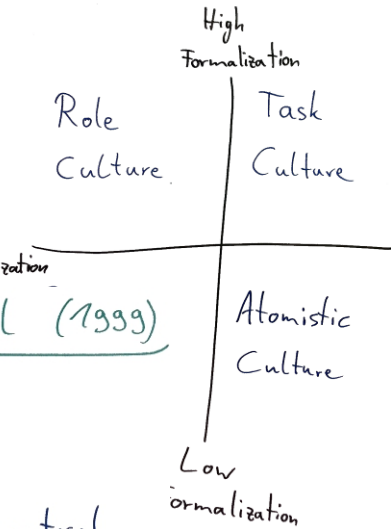 High
Formalization
Role
Culture
Task
Culture
zation
(1999)
Atomistic
Culture
Low
ormalization